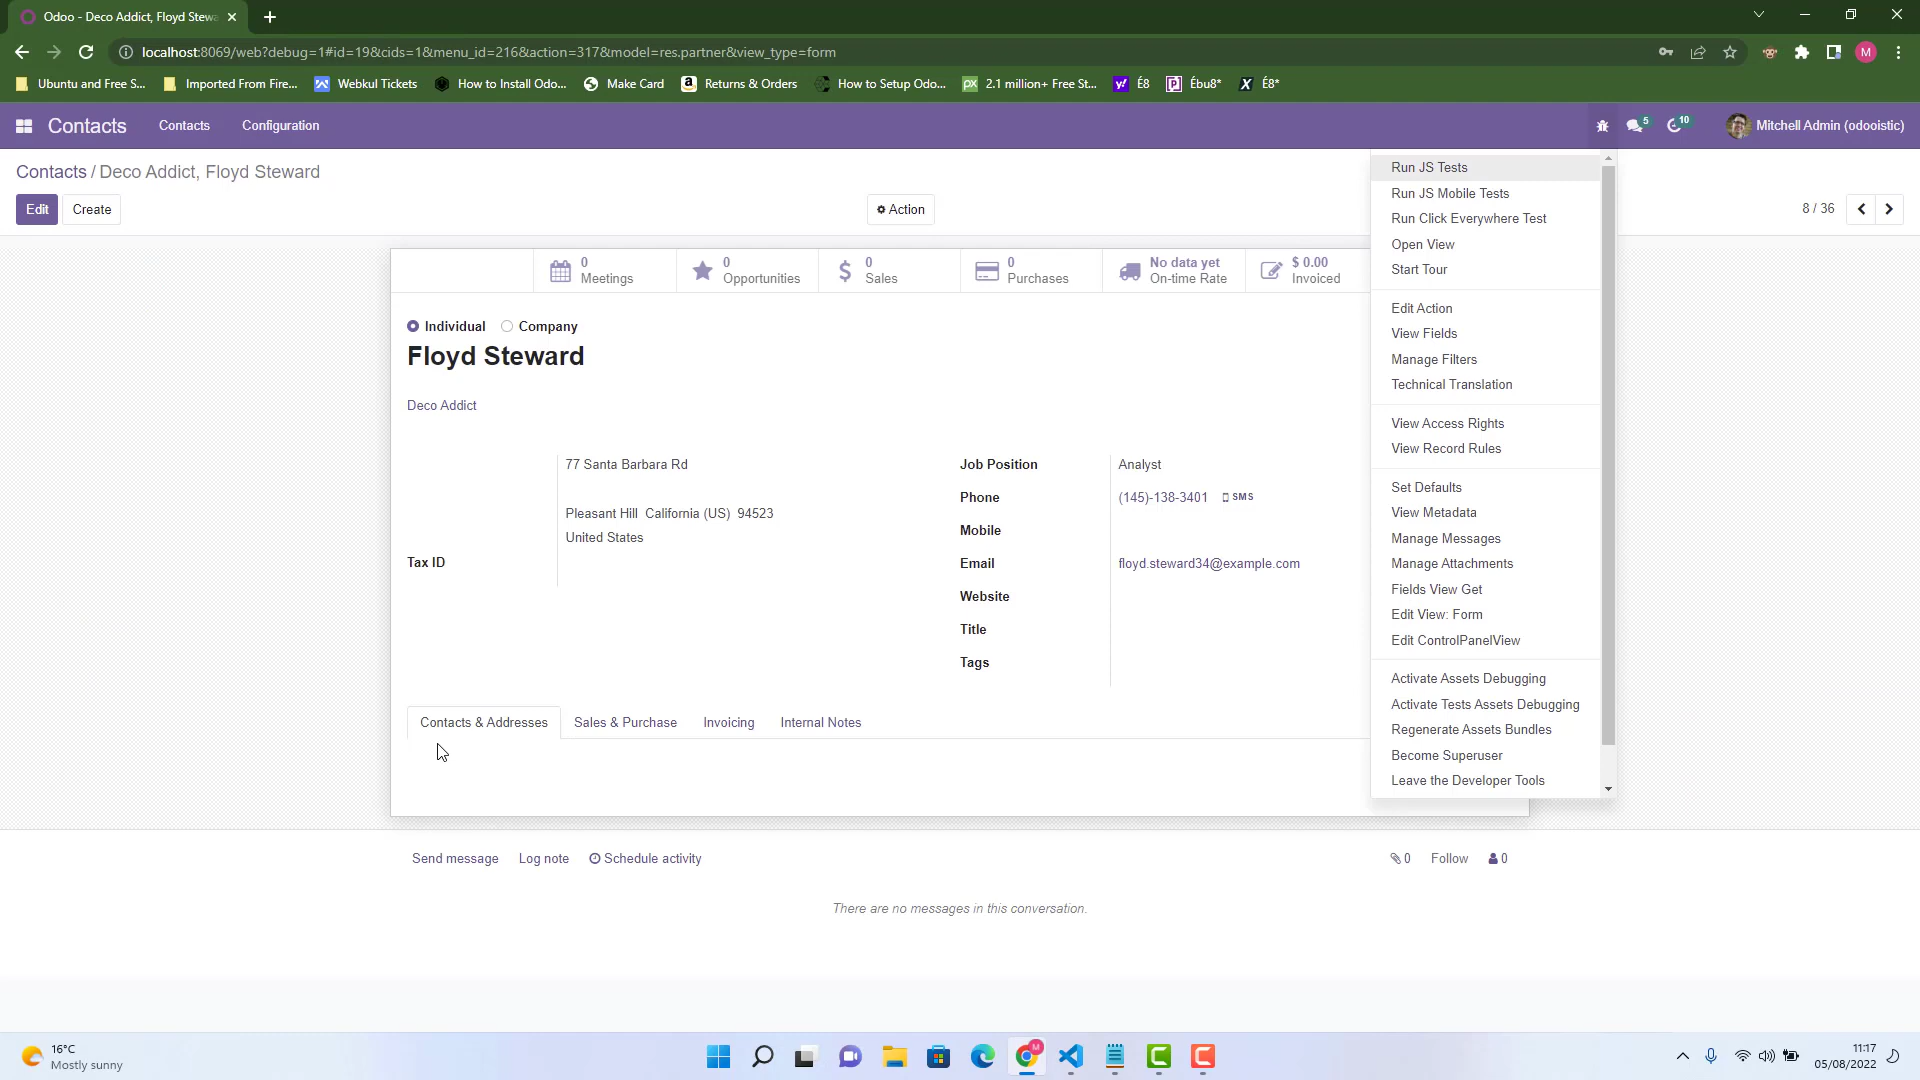 Odoo - Deco Addict, Floyd Stew
localhost:8069/web?debug=1#id=19&cids=1&menu_id=216&action=317&model=res.partner&view_type=form
M
Ubuntu and Free S...
Imported From Fire...
Webkul Tickets
How to Install Odoo...
Make Card
Returns & Orders
How to Setup Odoo...
px 2.1 million+ Free St...
É8
Ébu8*
É8*
Contacts
Contacts
Configuration
5
10
Mitchell Admin (odooistic)
Contacts / Deco Addict, Floyd Steward
Edit
Create
Action
8 / 36
0
Meetings
0
Opportunities
0
Sales
0
Purchases
No data yet
On-time Rate
$ 0.00
Invoiced
Individual
Company
Floyd Steward
Deco Addict
77 Santa Barbara Rd
Pleasant Hill California (US) 94523
United States
Tax ID
Job Position
Analyst
Phone
(145)-138-3401
SMS
Mobile
Email
floyd.steward34@example.com
Website
Title
Tags
Contacts & Addresses
Sales & Purchase
Invoicing
Internal Notes
Run JS Tests
Run JS Mobile Tests
Run Click Everywhere Test
Open View
Start Tour
Edit Action
View Fields
Manage Filters
Technical Translation
View Access Rights
View Record Rules
Set Defaults
View Metadata
Manage Messages
Manage Attachments
Fields View Get
Edit View: Form
Edit ControlPanelView
Activate Assets Debugging
Activate Tests Assets Debugging
Regenerate Assets Bundles
Become Superuser
Leave the Developer Tools
Send message
Log note
Schedule activity
0
Follow
0
There are no messages in this conversation.
16°C
Mostly sunny
M
11:17
05/08/2022